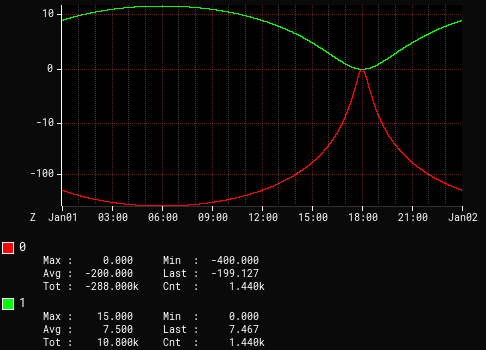 10
0
-10
-100
Z Jan01 03:00 06:00 09:00 12:00 15:00 18:00 21:00 Jan02
0
Max : 0.000 Min : -400.000
Avg : -200.000 Last : -199.127
Tot : -288.000k Cnt : 1.440k
1
Max : 15.000 Min : 0.000
Avg : 7.500 Last : 7.467
Tot : 10.800k Cnt : 1.440k